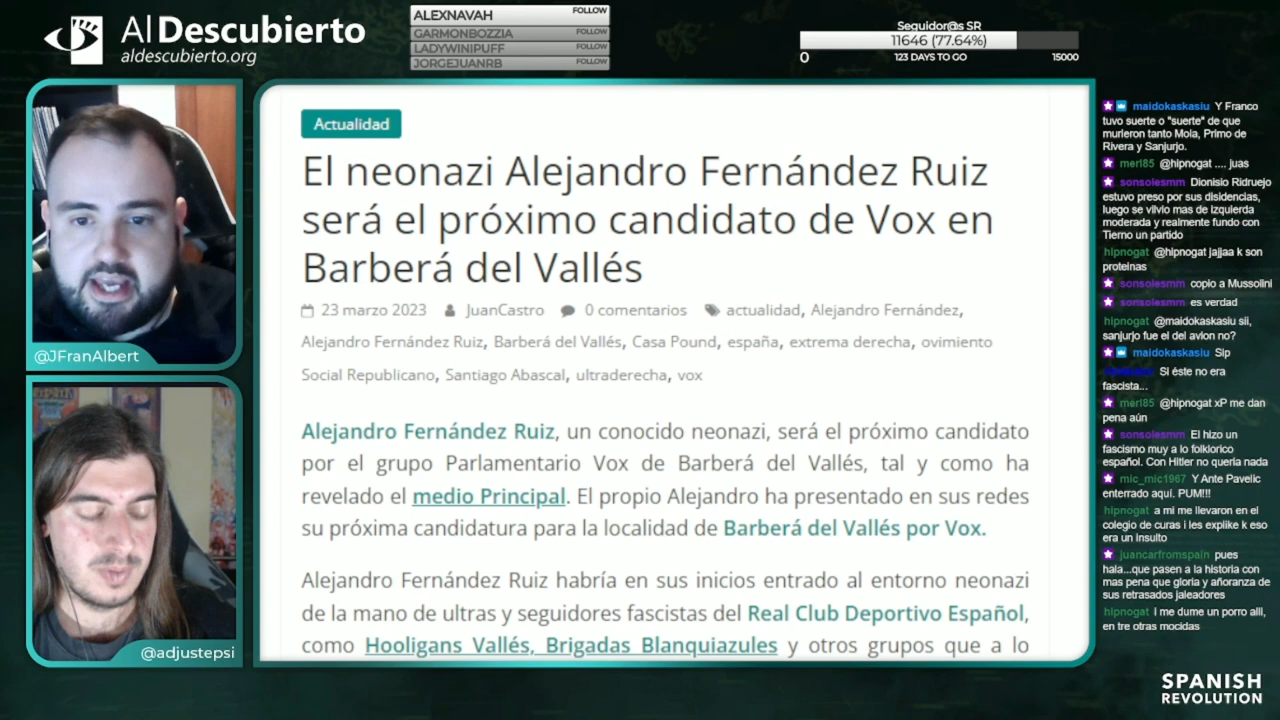 Al Descubierto
aldescubierto.org
ALEXNAVAH FOLLOW
GARMONBOZZIA FOLLOW
LADYWINIPUFF FOLLOW
JORGEJUANRB FOLLOW
Seguidor@s SR
11646 (77.64%)
0 123 DAYS TO GO 15000
@JFranAlbert
@adjustepsi
Actualidad
El neonazi Alejandro Fernández Ruiz
será el próximo candidato de Vox en
Barberá del Vallés
23 marzo 2023 JuanCastro 0 comentarios actualidad, Alejandro Fernández,
Alejandro Fernández Ruiz, Barberá del Vallés, Casa Pound, españa, extrema derecha, ovimiento
Social Republicano, Santiago Abascal, ultraderecha, vox
Alejandro Fernández Ruiz, un conocido neonazi, será el próximo candidato
por el grupo Parlamentario Vox de Barberá del Vallés, tal y como ha
revelado el medio Principal. El propio Alejandro ha presentado en sus redes
su próxima candidatura para la localidad de Barberá del Vallés por Vox.
Alejandro Fernández Ruiz habría en sus inicios entrado al entorno neonazi
de la mano de ultras y seguidores fascistas del Real Club Deportivo Español,
como Hooligans Vallés, Brigadas Blanquiazules y otros grupos que a lo
maidokaskasiu Y Franco
tuvo suerte o "suerte" de que
murieron tanto Mola, Primo de
Rivera y Sanjurjo.
merl85 @hipnogat .... juas
sonsolesmm Dionisio Ridruejo
estuvo preso por sus disidencias,
luego se vilvio mas de izquierda
moderada y realmente fundo con
Tierno un partido
hipnogat @hipnogat jajjaa k son
proteinas
sonsolesmm copio a Mussolini
sonsolesmm es verdad
hipnogat @maidokaskasiu sii,
sanjurjo fue el del avion no?
maidokaskasiu Sip
Si éste no era
fascista...
merl85 @hipnogat xP me dan
pena aún
sonsolesmm El hizo un
fascismo muy a lo folklorico
español. Con Hitler no quería nada
mic_mic1967 Y Ante Pavelic
enterrado aquí. PUM!!!
hipnogat a mi me llevaron en el
colegio de curas i les explike k eso
era un insulto
juancarfromspain pues
hala...que pasen a la historia con
mas pena que gloria y añoranza de
sus retrasados jaleadores
hipnogat i me dume un porro alli,
en tre otras mocidas
SPANISH
REVOLUTION